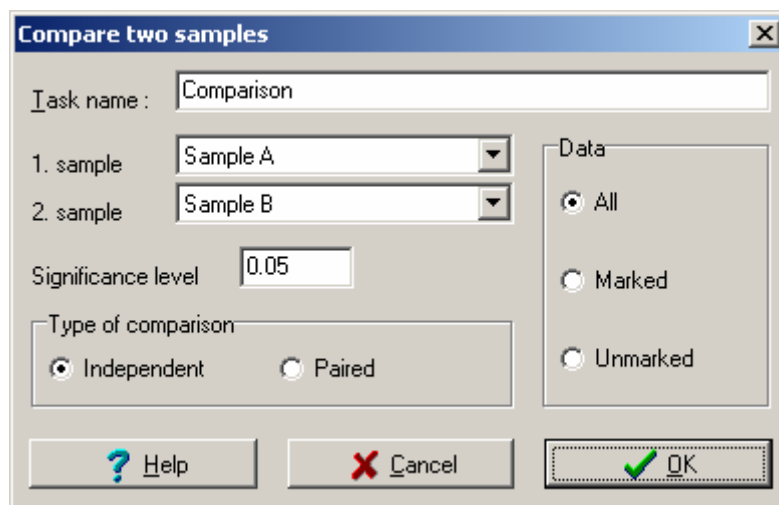 Compare two samples
Task name :
Comparison
1. sample
Sample A
2. sample
Sample B
Significance level
0.05
Type of comparison
Independent
Paired
Data
All
Marked
Unmarked
Help
Cancel
OK